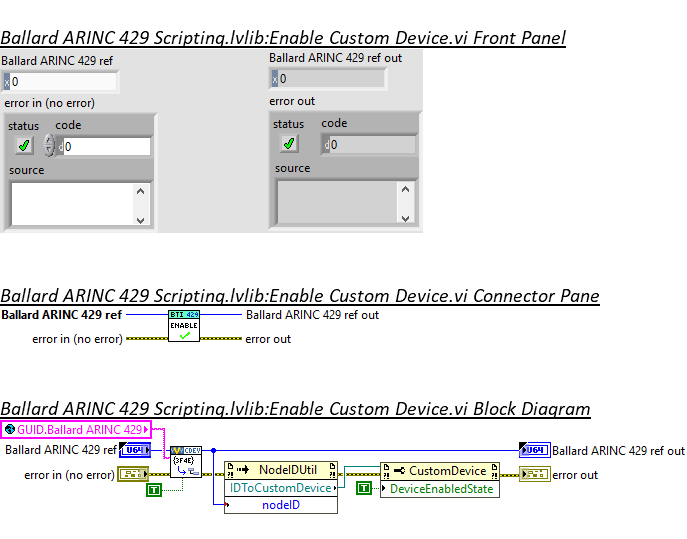 Ballard ARINC 429 Scripting.lvlib:Enable Custom Device.vi Front Panel
Ballard ARINC 429 ref
x 0
error in (no error)
status code
d 0
source
Ballard ARINC 429 ref out
x 0
error out
status code
d 0
source
Ballard ARINC 429 Scripting.lvlib:Enable Custom Device.vi Connector Pane
Ballard ARINC 429 ref
error in (no error)
BTI 429
ENABLE
Ballard ARINC 429 ref out
error out
Ballard ARINC 429 Scripting.lvlib:Enable Custom Device.vi Block Diagram
GUID.Ballard ARINC 429
Ballard ARINC 429 ref
U64
error in (no error)
T
CDEV
{3F4E}
NodeIDUtil
IDToCustomDevice
nodeID
T
CustomDevice
DeviceEnabledState
U64
Ballard ARINC 429 ref out
error out